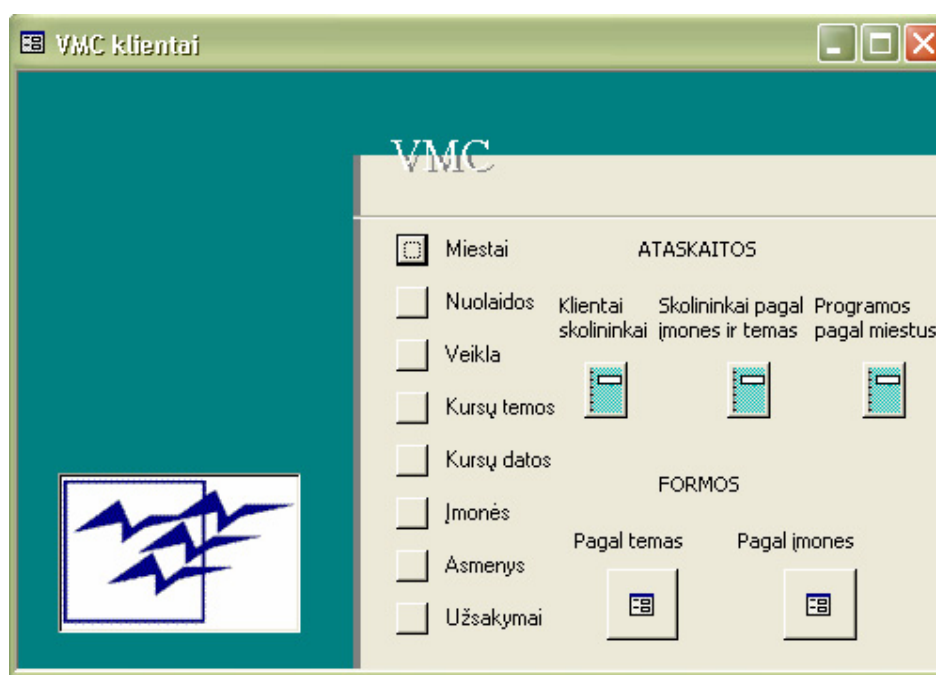 VMC klientai
VMC
Miestai
Nuolaidos
Veikla
Kursų temos
Kursų datos
Įmonės
Asmenys
Užsakymai
ATASKAITOS
Klientai
skolininkai
Skolininkai pagal
įmones ir temas
Programos
pagal miestus
FORMOS
Pagal temas
Pagal įmones